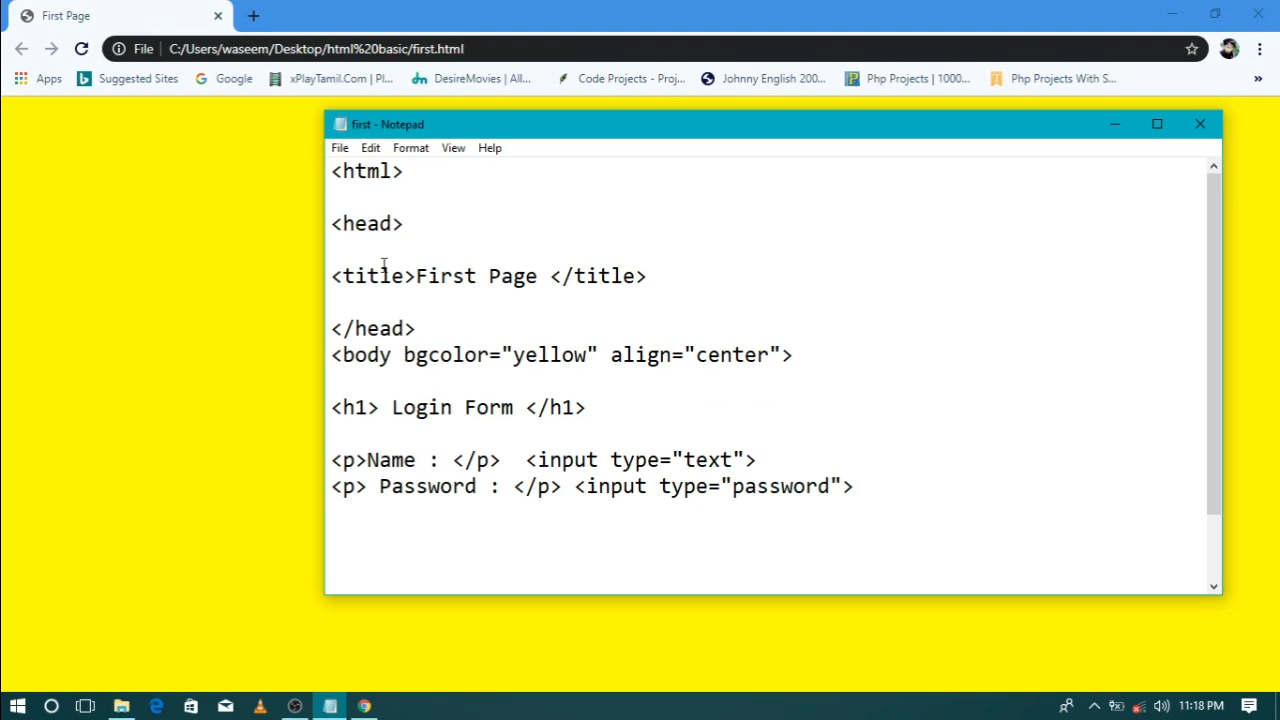 First Page
File
C:/Users/waseem/Desktop/html%20basic/first.html
Apps
Suggested Sites
Google
xPlayTamil.Com | Pl...
DesireMovies | All...
Code Projects - Proj...
Johnny English 200...
Php Projects | 1000...
Php Projects With S...
»
first - Notepad
File Edit Format View Help
<html>
<head>
<title>First Page </title>
</head>
<body bgcolor="yellow" align="center">
<h1> Login Form </h1>
<p>Name : </p>  <input type="text">
<p> Password : </p> <input type="password">
11:18 PM